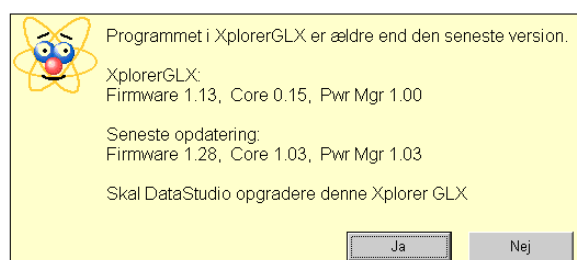 Programmet i XplorerGLX er ældre end den seneste version.
XplorerGLX:
Firmware 1.13, Core 0.15, Pwr Mgr 1.00
Seneste opdatering:
Firmware 1.28, Core 1.03, Pwr Mgr 1.03
Skal DataStudio opgradere denne Xplorer GLX
Ja
Nej